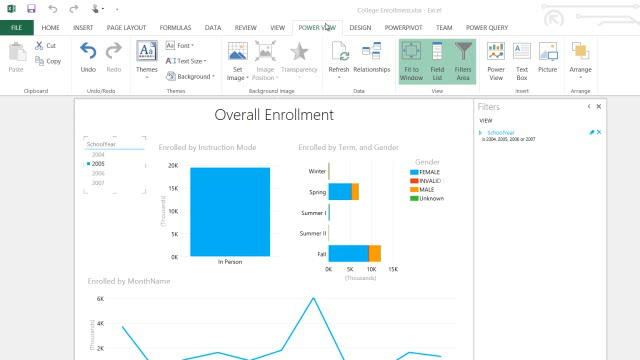 College Enrollment.xlsx - Excel
FILE HOME INSERT PAGE LAYOUT FORMULAS DATA REVIEW VIEW POWER VIEW DESIGN POWERPIVOT TEAM POWER QUERY
Paste
Cut
Copy
Undo Redo
Themes
Font
Text Size
Background
Set Image
Image Position
Transparency
Refresh Relationships
Fit to Window
Field List
Filters Area
Power View
Text Box
Picture
Arrange
Clipboard Undo/Redo Themes Background Image Data View Insert Arrange
Overall Enrollment
SchoolYear
2004
2005
2006
2007
Enrolled by Instruction Mode
20K
15K
10K
5K
0K
(Thousands)
In Person
Enrolled by Term, and Gender
Winter
Spring
Summer I
Summer II
Fall
0K 5K 10K 15K
(Thousands)
Gender
FEMALE
INVALID
MALE
Unknown
Enrolled by MonthName
6K
4K
2K
(Thousands)
Filters
VIEW
SchoolYear
is 2004, 2005, 2006 or 2007